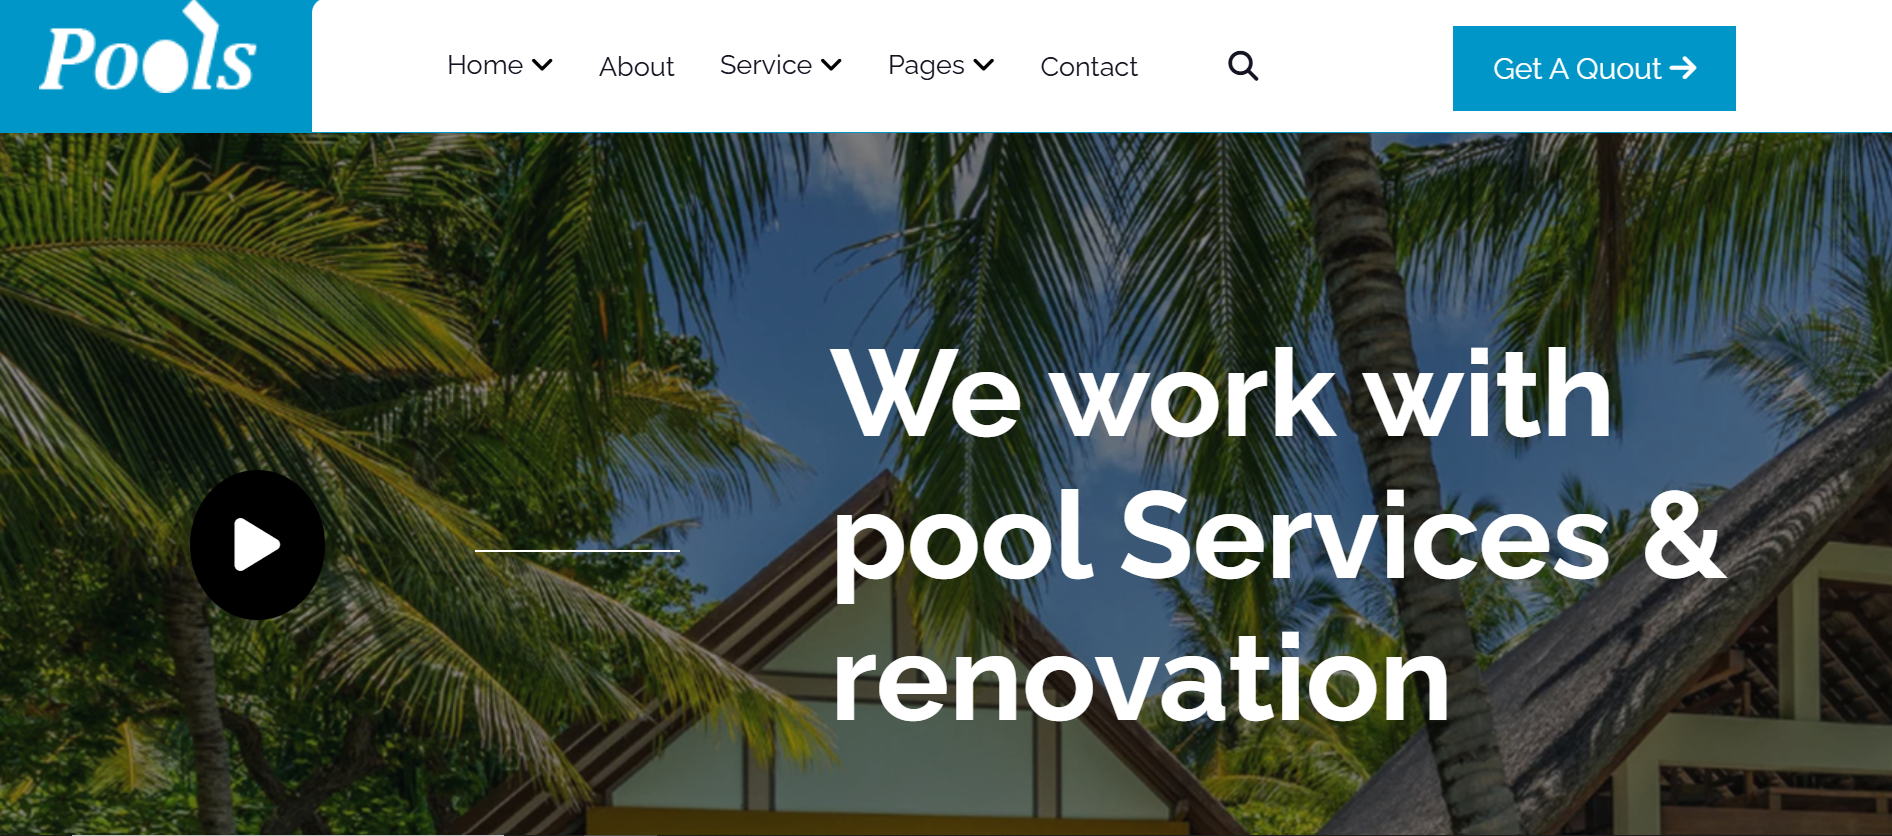 Pools
Home
About
Service
Pages
Contact
Get A Quout
We work with
pool Services &
renovation